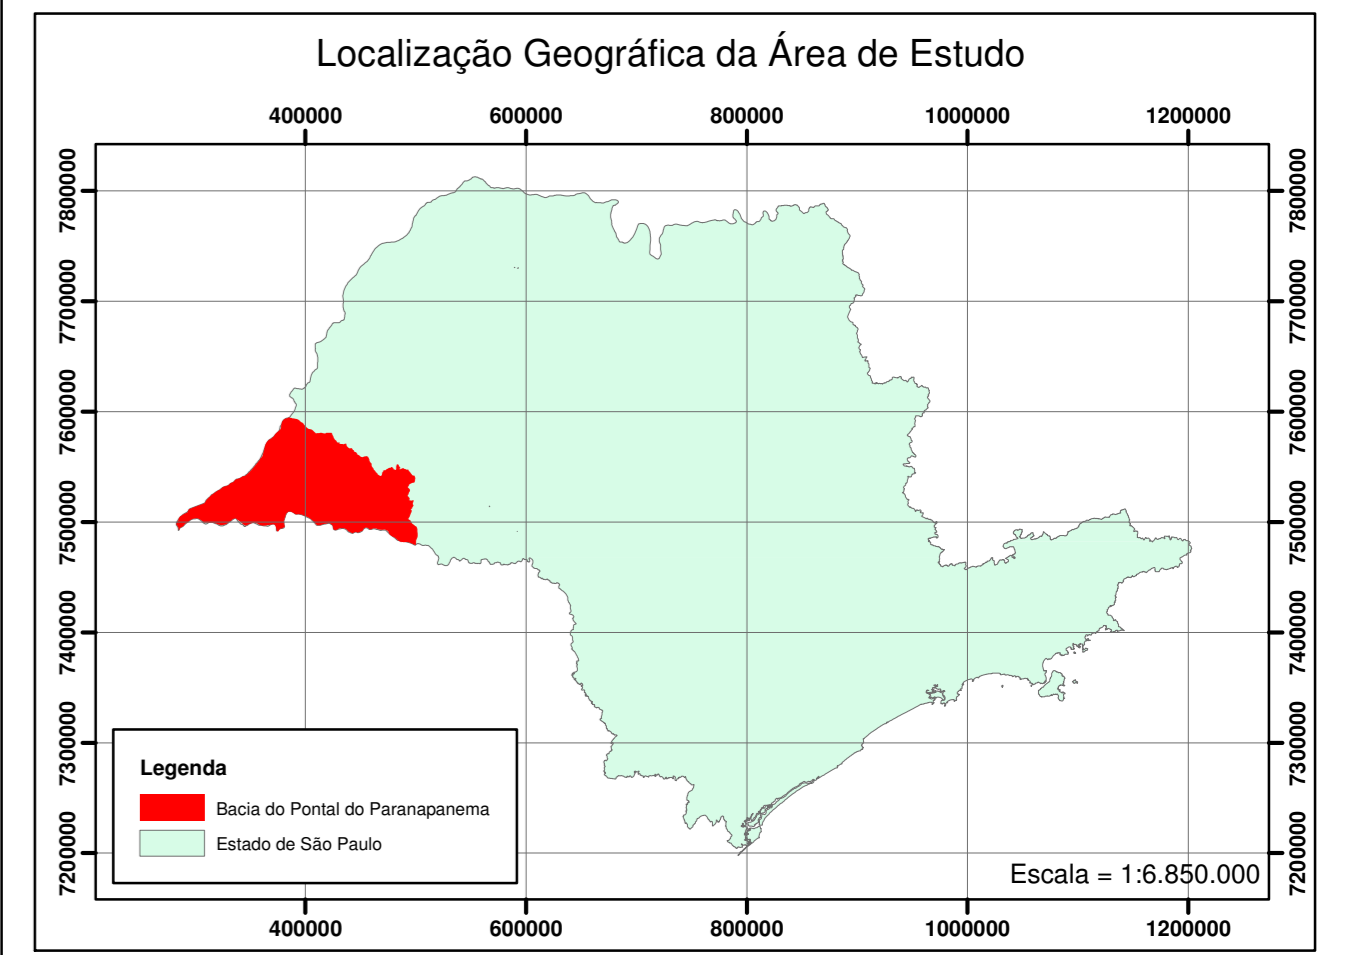 Localização Geográfica da Área de Estudo
400000 600000 800000 1000000 1200000
7800000 7800000
7700000 7700000
7600000 7600000
7500000 7500000
7400000 7400000
7300000 7300000
7200000 7200000
Legenda
Bacia do Pontal do Paranapanema
Estado de São Paulo
Escala = 1:6.850.000
400000 600000 800000 1000000 1200000